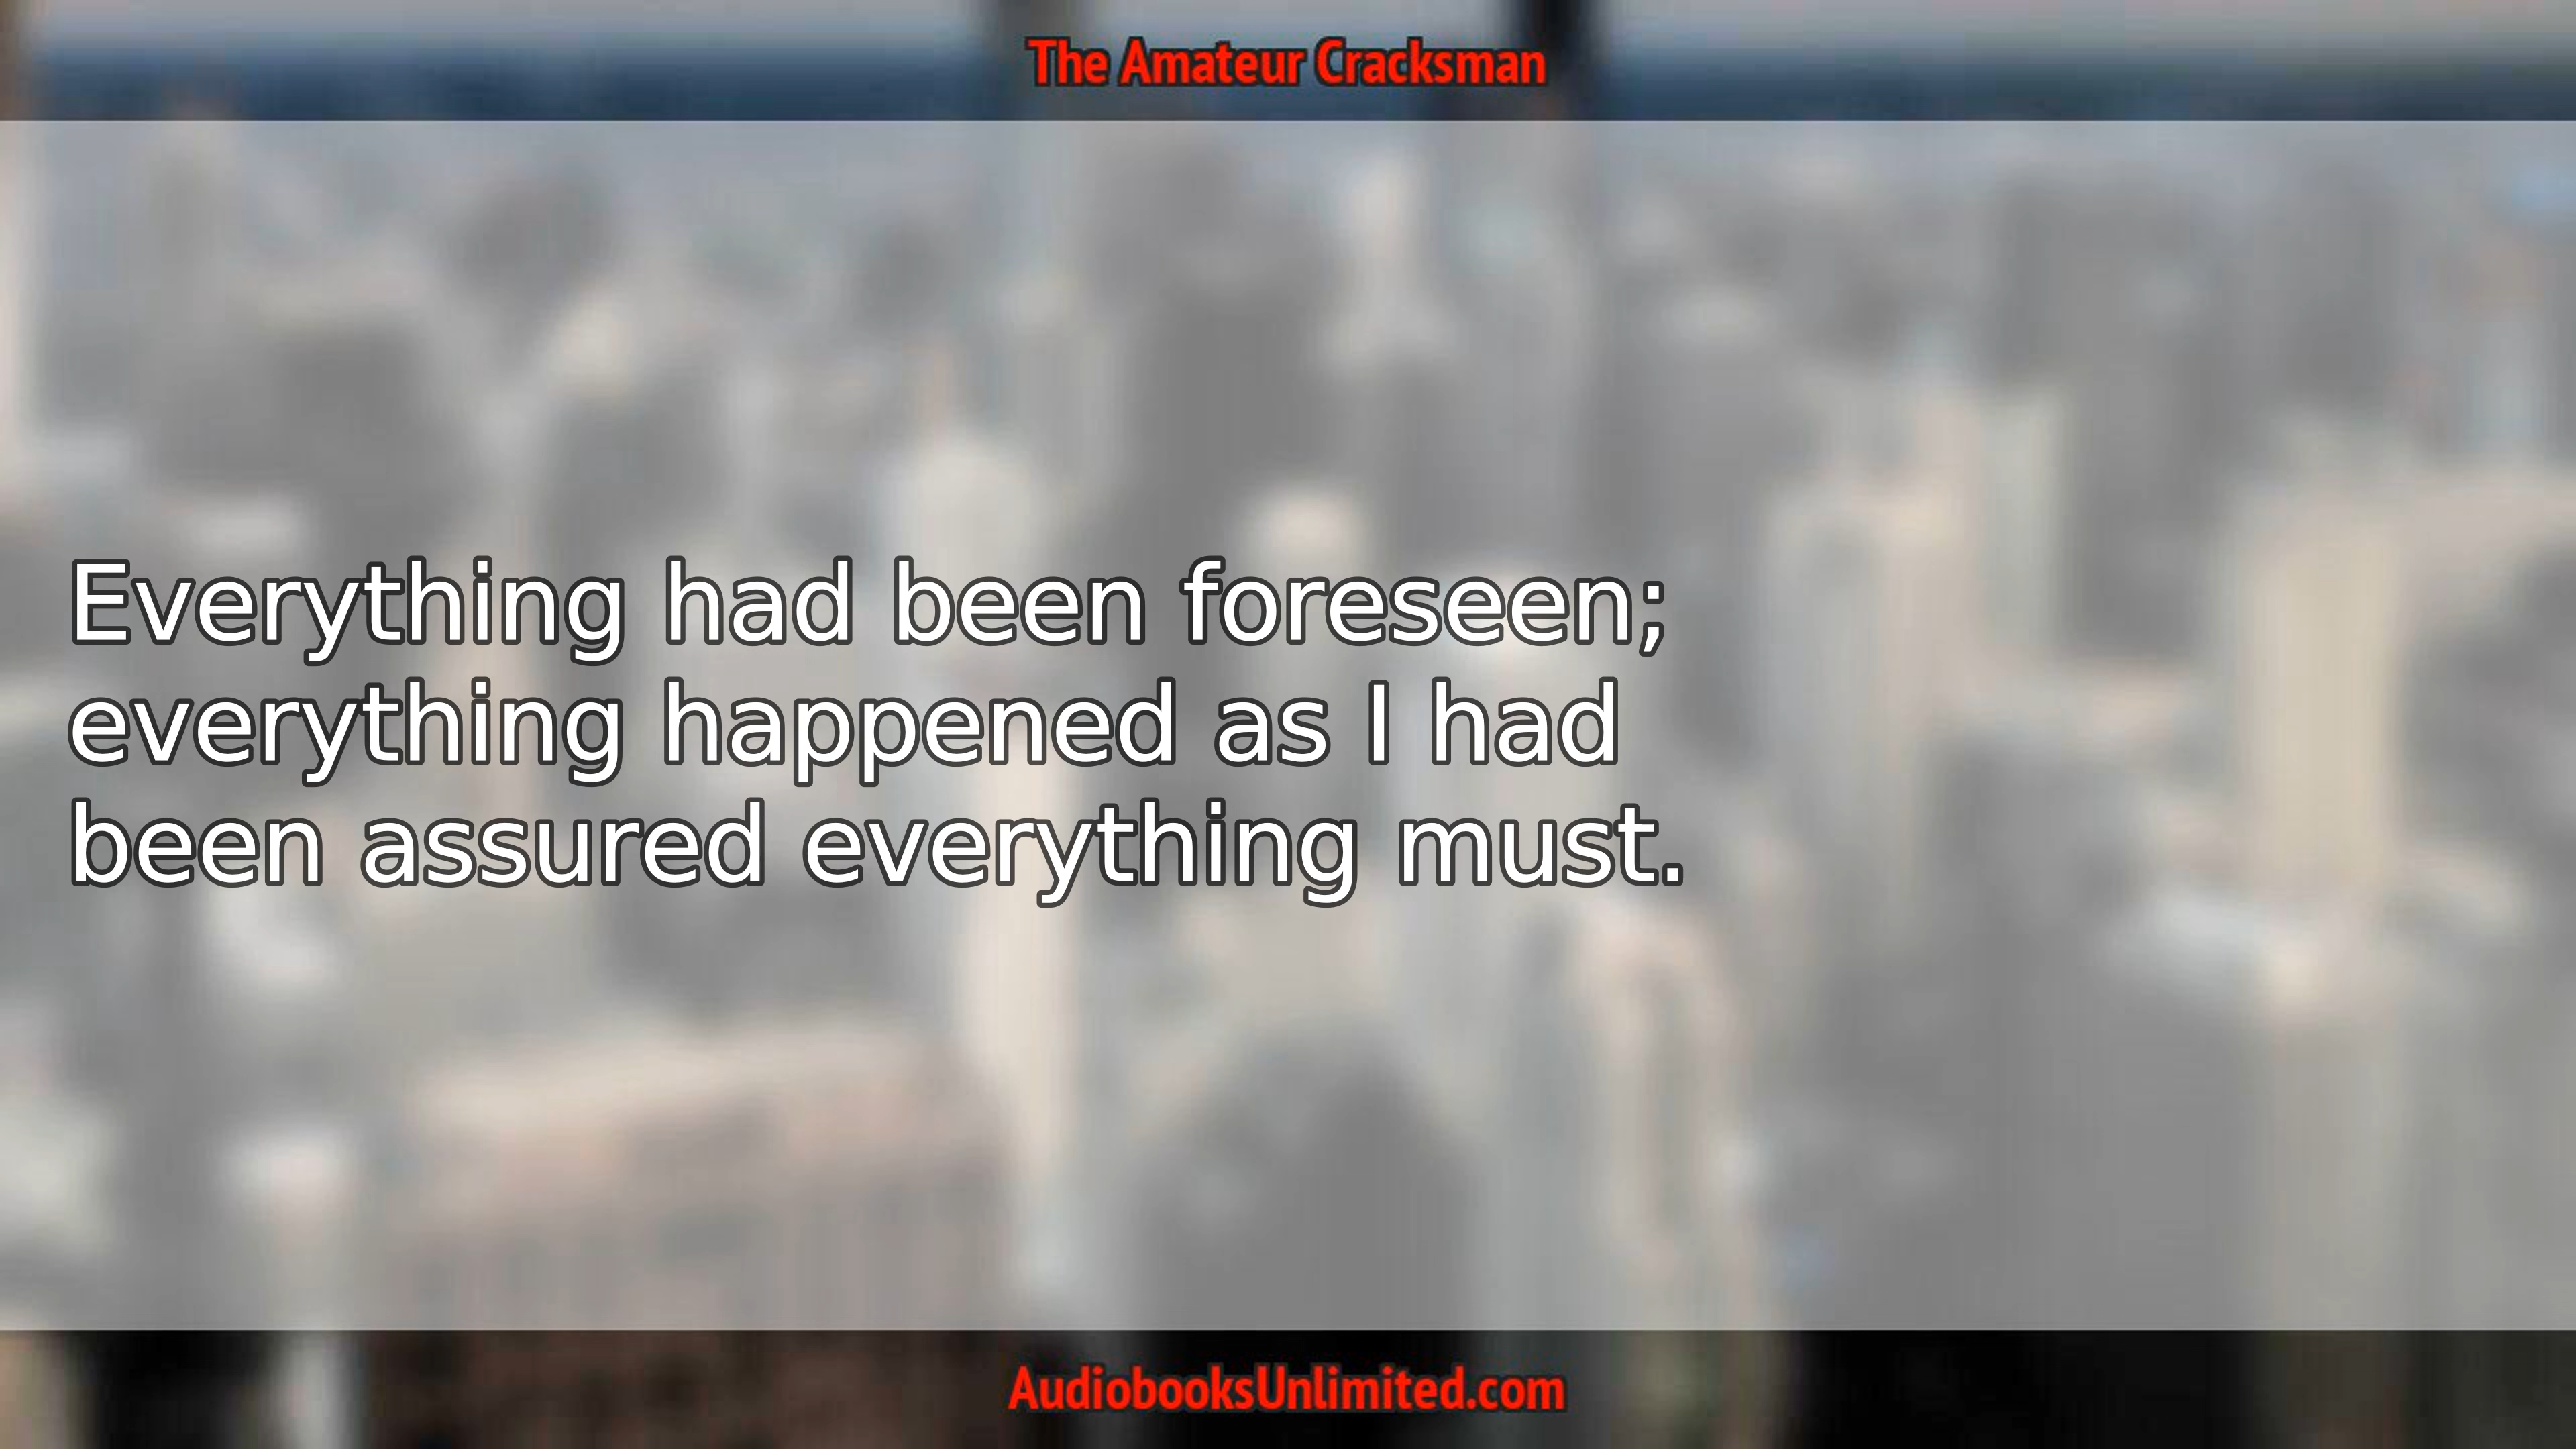 The Amateur Cracksman
Everything had been foreseen;
everything happened as I had
been assured everything must.
AudiobooksUnlimited.com